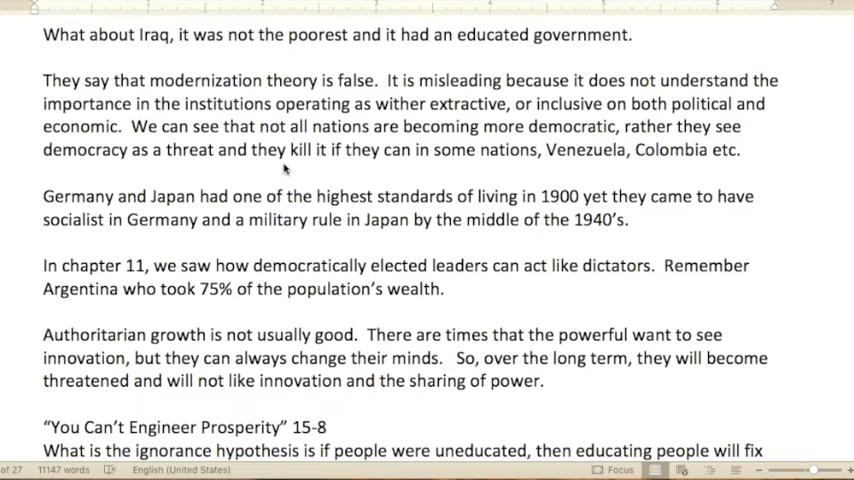 What about Iraq, it was not the poorest and it had an educated government.
They say that modernization theory is false.  It is misleading because it does not understand the
importance in the institutions operating as wither extractive, or inclusive on both political and
economic.  We can see that not all nations are becoming more democratic, rather they see
democracy as a threat and they kill it if they can in some nations, Venezuela, Colombia etc.
Germany and Japan had one of the highest standards of living in 1900 yet they came to have
socialist in Germany and a military rule in Japan by the middle of the 1940's.
In chapter 11, we saw how democratically elected leaders can act like dictators.  Remember
Argentina who took 75% of the population's wealth.
Authoritarian growth is not usually good.  There are times that the powerful want to see
innovation, but they can always change their minds.   So, over the long term, they will become
threatened and will not like innovation and the sharing of power.
“You Can't Engineer Prosperity” 15-8
What is the ignorance hypothesis is if people were uneducated, then educating people will fix
of 27 11147 words English (United States) Focus